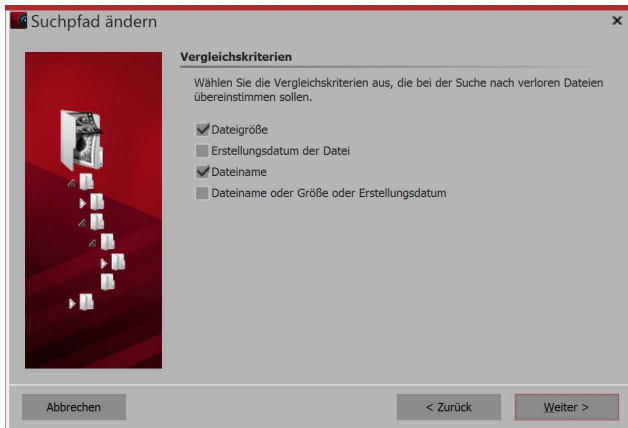 Suchpfad ändern
Vergleichskriterien
Wählen Sie die Vergleichskriterien aus, die bei der Suche nach verloren Dateien
übereinstimmen sollen.
Dateigröße
Erstellungsdatum der Datei
Dateiname
Dateiname oder Größe oder Erstellungsdatum
Abbrechen
< Zurück
Weiter >